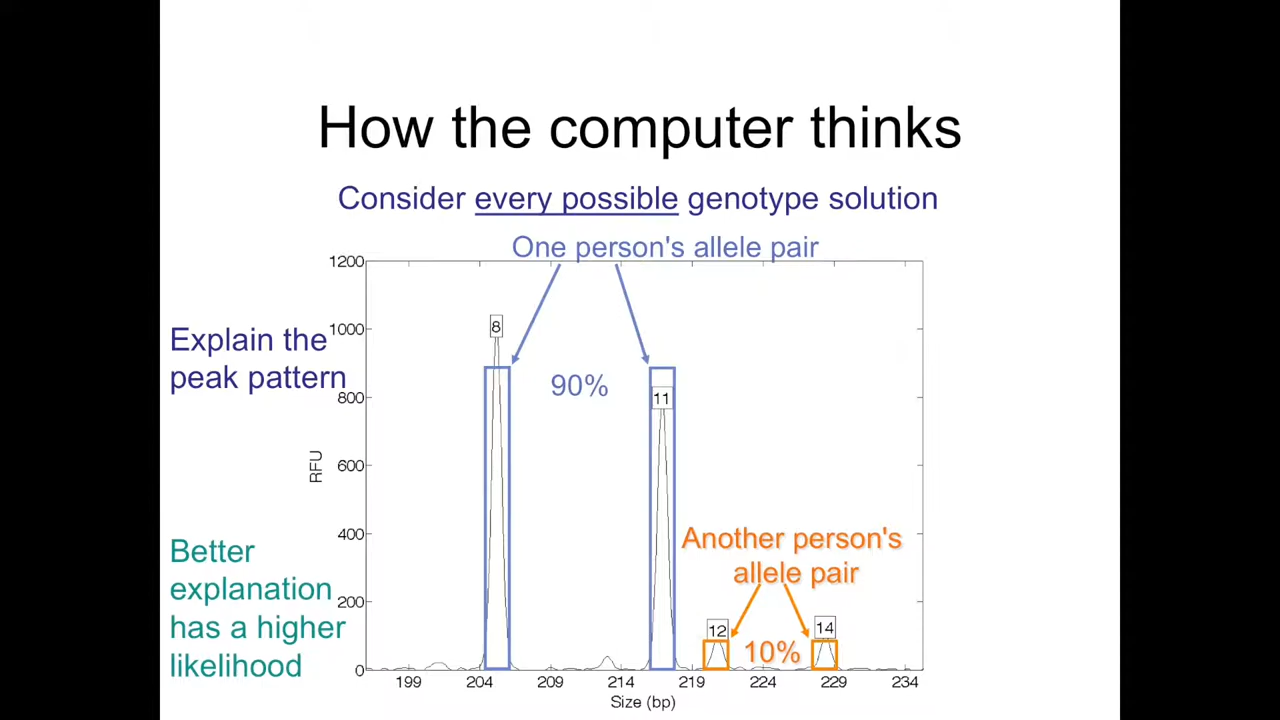 How the computer thinks
Consider every possible genotype solution
One person's allele pair
Explain the
peak pattern
Better
explanation
has a higher
likelihood
1200
1000
800
600
400
200
0
RFU
8
90%
11
Another person's
allele pair
12
10%
14
199 204 209 214 219 224 229 234
Size (bp)